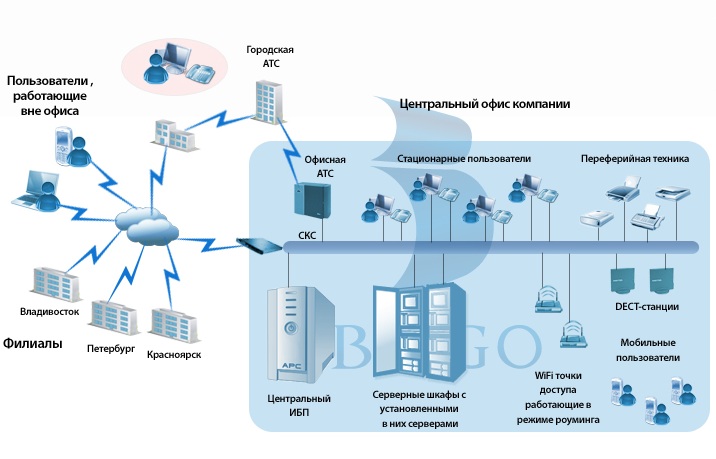 Городская
АТС
Пользователи ,
работающие
вне офиса
Центральный офис компании
Офисная
АТС
Стационарные пользователи
Переферийная техника
СКС
Владивосток
Петербург
Красноярск
Филиалы
DECT-станции
APC
Мобильные
пользователи
WiFi точки
доступа
работающие в
режиме роуминга
Центральный
ИБП
Серверные шкафы с
установленными
в них серверами